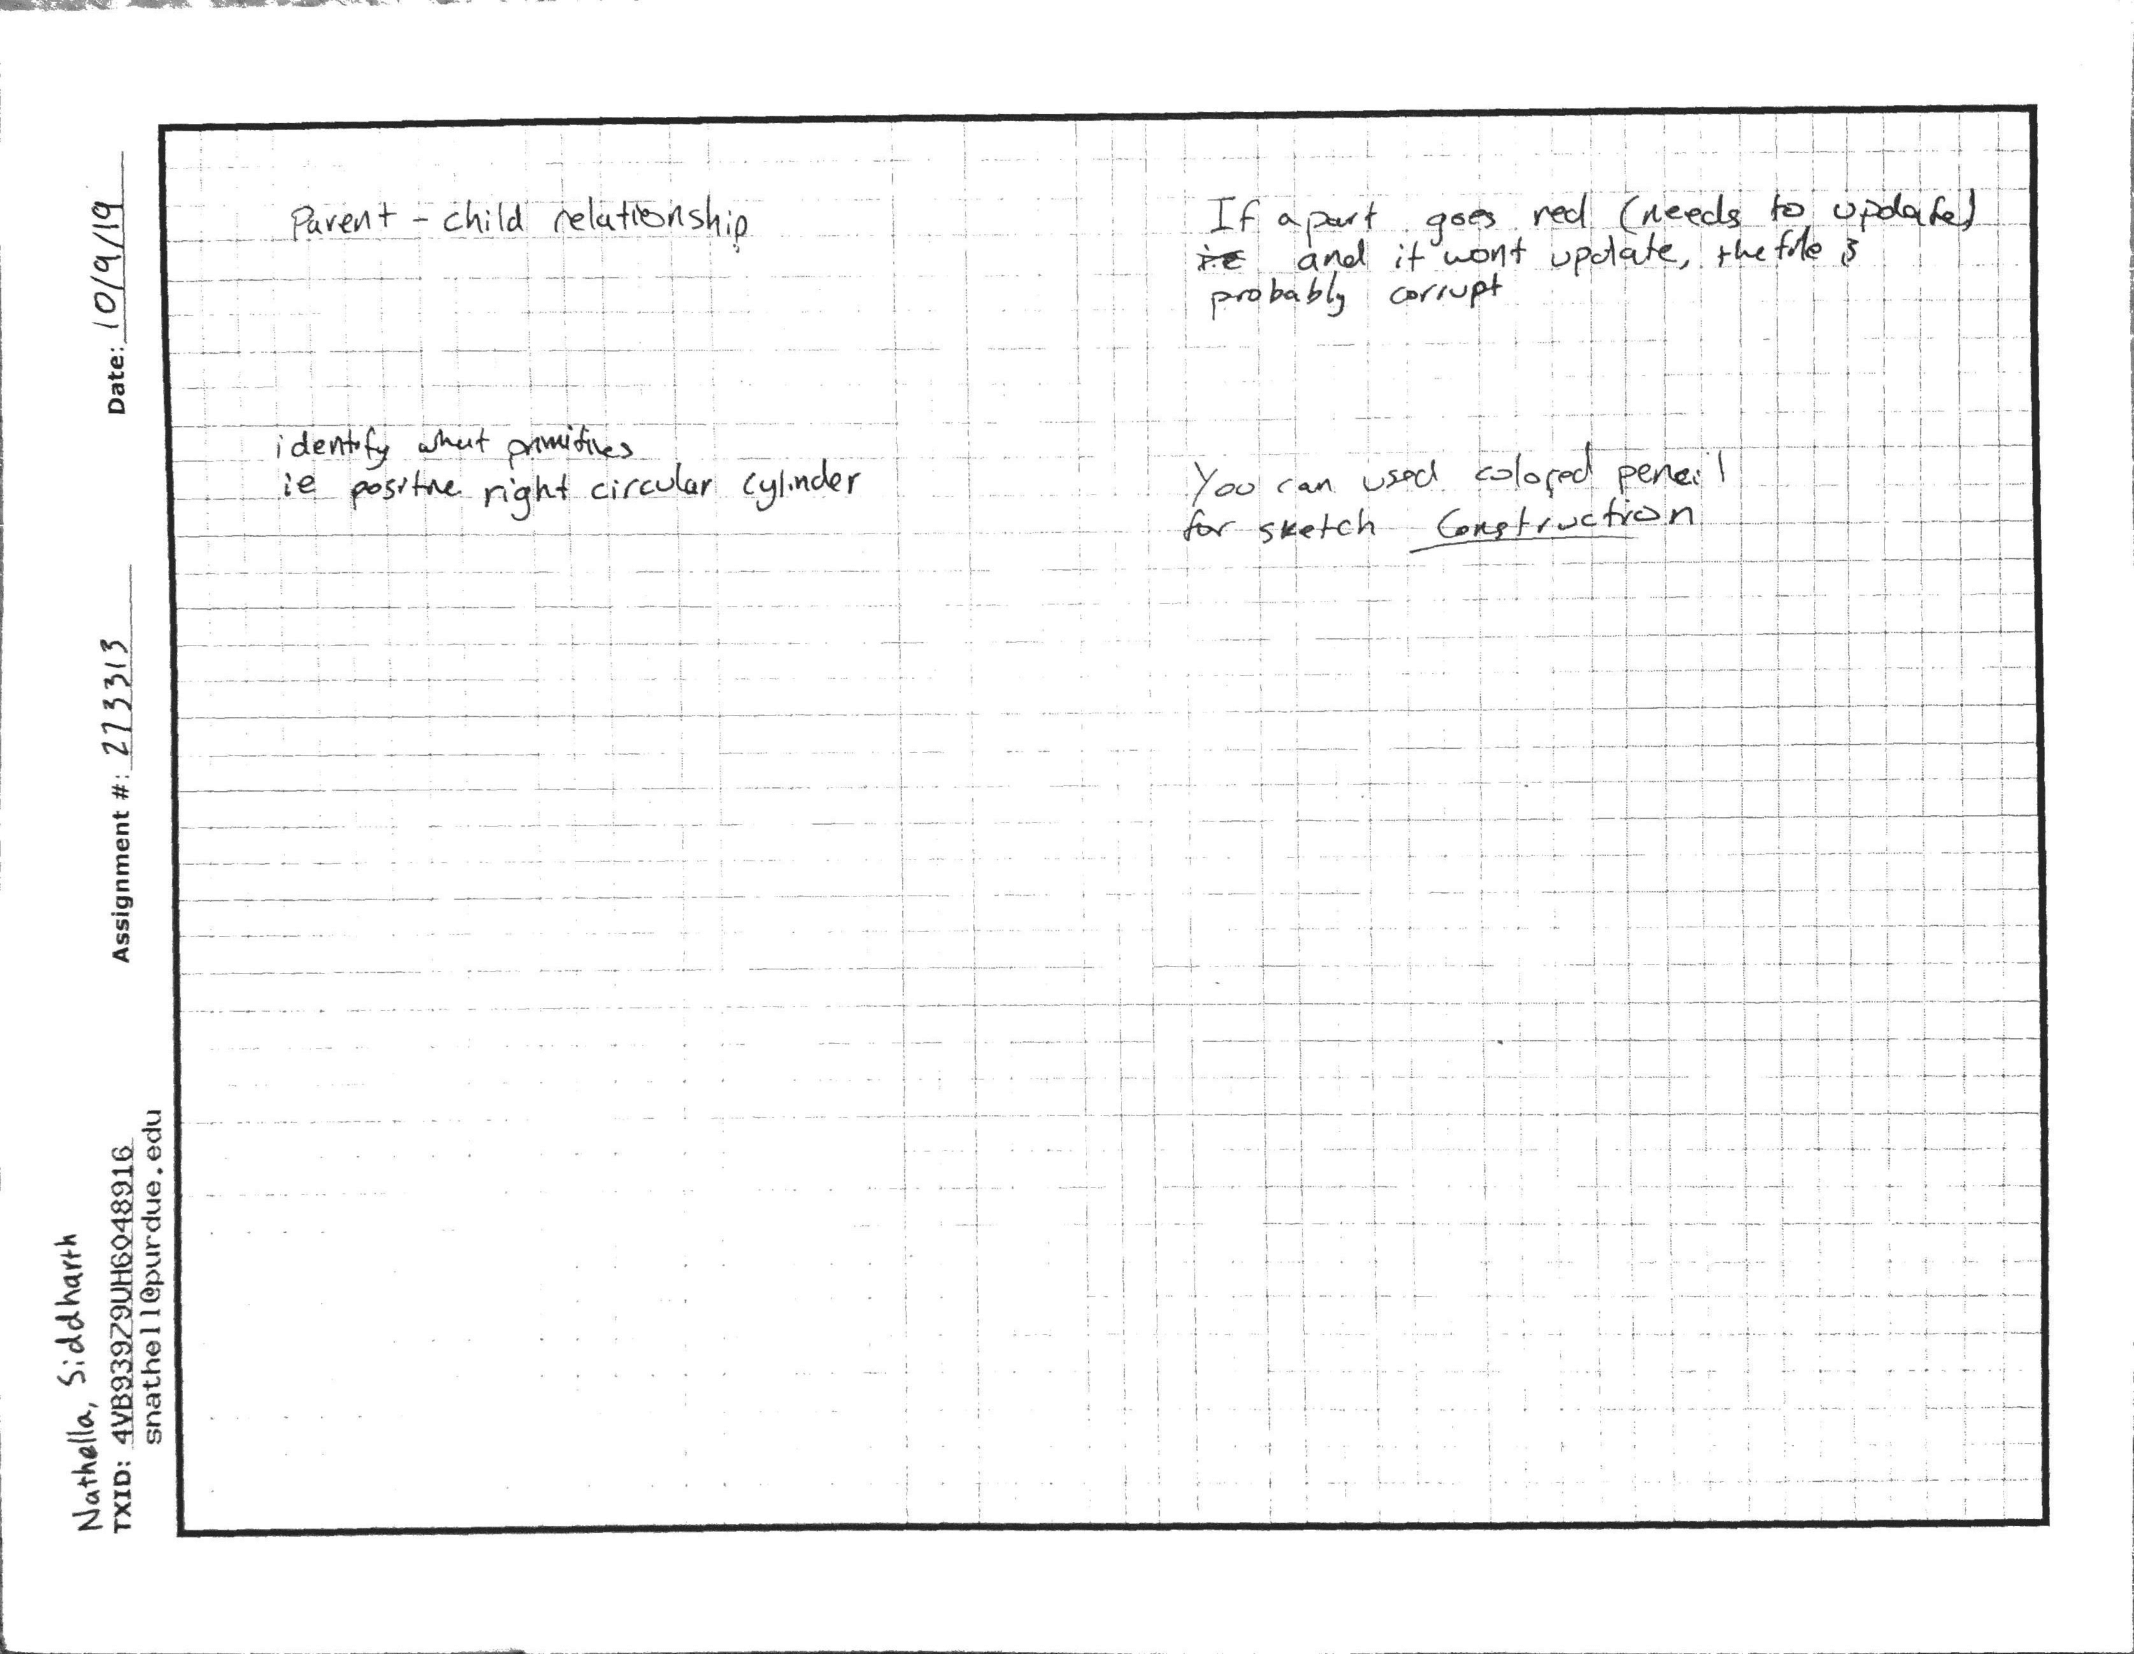 Parent - child relationship
identify what primitives
ie positive right circular cylinder
If a part goes red (needs to update)
ie and it wont update, the file is
probably corrupt
You can used colored pencil
for sketch Construction
Date: 10/9/19
Assignment #:
Nathella, Siddharth
TXID: 4VB939Z9UH6Q48916
snathell@purdue.edu